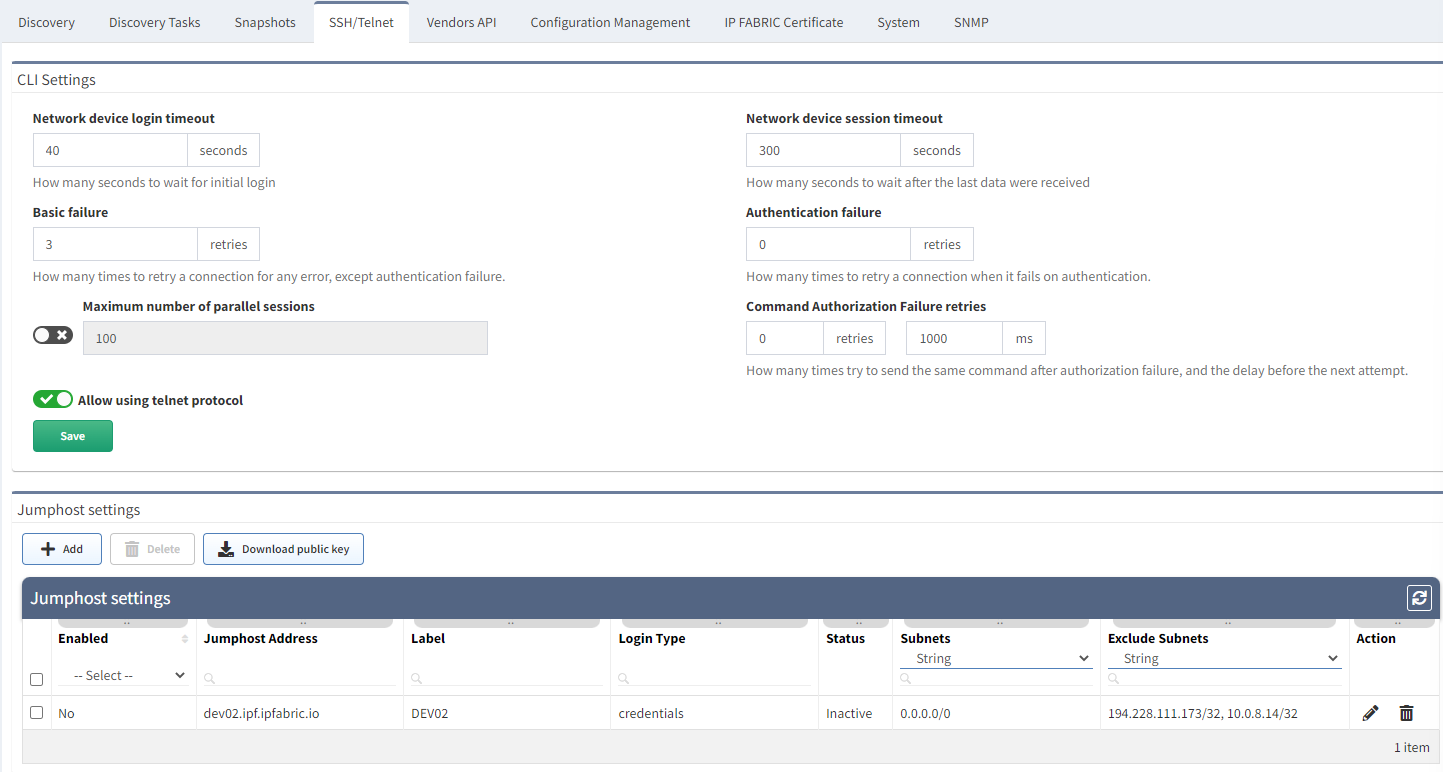 Discovery Discovery Tasks Snapshots SSH/Telnet Vendors API Configuration Management IP FABRIC Certificate System SNMP
CLI Settings
Network device login timeout Network device session timeout
40 seconds 300 seconds
How many seconds to wait for initial login How many seconds to wait after the last data were received
Basic failure Authentication failure
3 retries 0 retries
How many times to retry a connection for any error, except authentication failure. How many times to retry a connection when it fails on authentication.
Maximum number of parallel sessions Command Authorization Failure retries
100 0 retries 1000 ms
How many times try to send the same command after authorization failure, and the delay before the next attempt.
Allow using telnet protocol
Save
Jumphost settings
Add Delete Download public key
Jumphost settings
Enabled Jumphost Address Label Login Type Status Subnets Exclude Subnets Action
String String
-- Select --
No dev02.ipf.ipfabric.io DEV02 credentials Inactive 0.0.0.0/0 194.228.111.173/32, 10.0.8.14/32
1 item